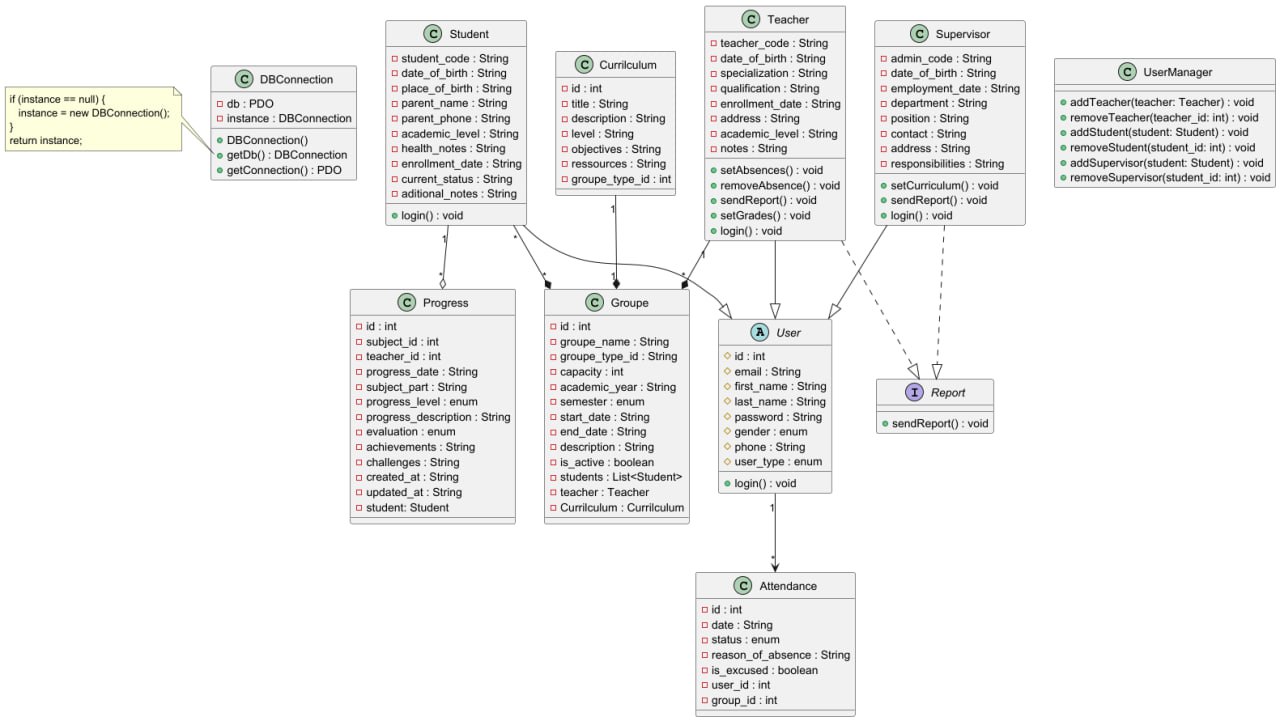 if (instance == null) {
instance = new DBConnection();
}
return instance;
C DBConnection
db : PDO
instance : DBConnection
DBConnection()
getDb() : DBConnection
getConnection() : PDO
C Student
student_code : String
date_of_birth : String
place_of_birth : String
parent_name : String
parent_phone : String
academic_level : String
health_notes : String
enrollment_date : String
current_status : String
aditional_notes : String
login() : void
C Currilculum
id : int
title : String
description : String
level : String
objectives : String
ressources : String
groupe_type_id : int
C Teacher
teacher_code : String
date_of_birth : String
specialization : String
qualification : String
enrollment_date : String
address : String
academic_level : String
notes : String
setAbsences() : void
removeAbsence() : void
sendReport() : void
setGrades() : void
login() : void
C Supervisor
admin_code : String
date_of_birth : String
employment_date : String
department : String
position : String
contact : String
address : String
responsibilities : String
setCurriculum() : void
sendReport() : void
login() : void
C UserManager
addTeacher(teacher: Teacher) : void
removeTeacher(teacher_id: int) : void
addStudent(student: Student) : void
removeStudent(student_id: int) : void
addSupervisor(student: Student) : void
removeSupervisor(student_id: int) : void
1
*
1
1
*
*
1
*
C Progress
id : int
subject_id : int
teacher_id : int
progress_date : String
subject_part : String
progress_level : enum
progress_description : String
evaluation : enum
achievements : String
challenges : String
created_at : String
updated_at : String
student: Student
C Groupe
id : int
groupe_name : String
groupe_type_id : String
capacity : int
academic_year : String
semester : enum
start_date : String
end_date : String
description : String
is_active : boolean
students : List<Student>
teacher : Teacher
Currilculum : Currilculum
A User
id : int
email : String
first_name : String
last_name : String
password : String
gender : enum
phone : String
user_type : enum
login() : void
I Report
sendReport() : void
1
*
C Attendance
id : int
date : String
status : enum
reason_of_absence : String
is_excused : boolean
user_id : int
group_id : int